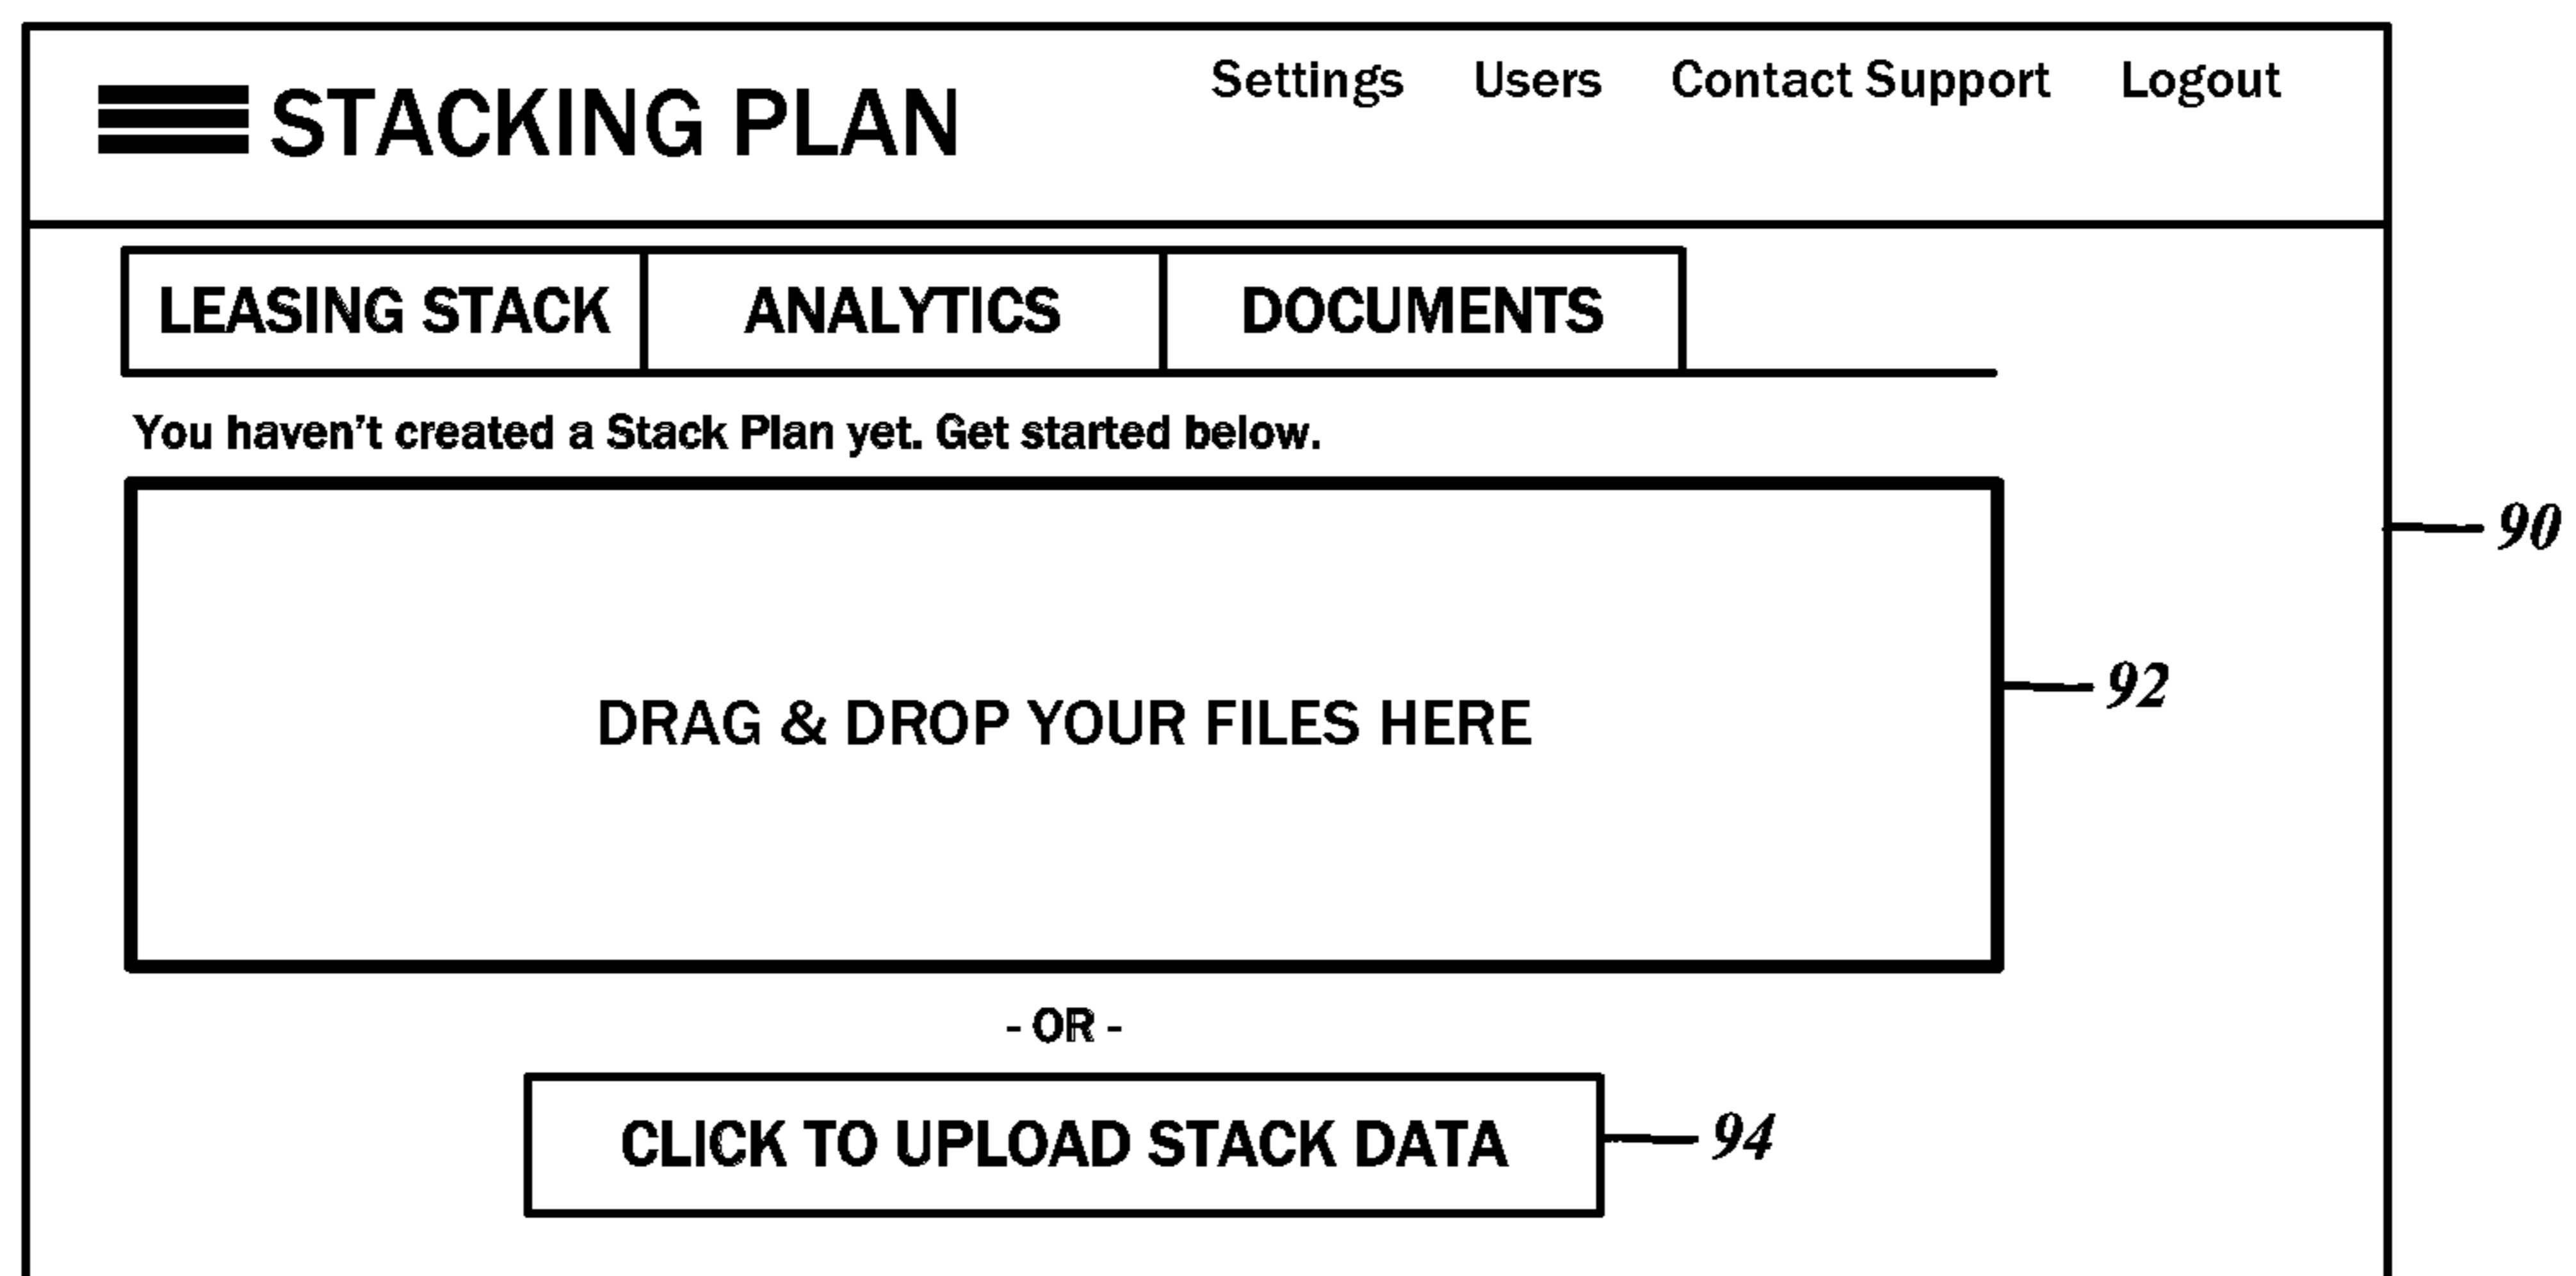 STACKING PLAN
Settings Users Contact Support Logout
LEASING STACK ANALYTICS DOCUMENTS
You haven't created a Stack Plan yet. Get started below.
90
DRAG & DROP YOUR FILES HERE
92
- OR -
CLICK TO UPLOAD STACK DATA
94